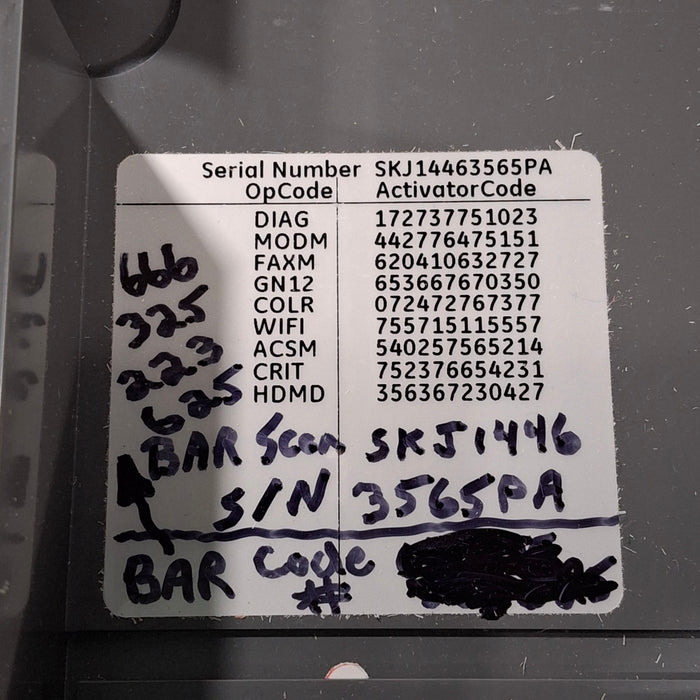 Serial Number SKJ14463565PA
OpCode ActivatorCode
DIAG 172737751023
MODM 442776475151
FAXM 620410632727
GN12 653667670350
COLR 072472767377
WIFI 755715115557
ACSM 540257565214
CRIT 752376654231
HDMD 356367230427
666
325
223
625
BAR Scan SKJ1446
S/N 3565PA
BAR Code
#